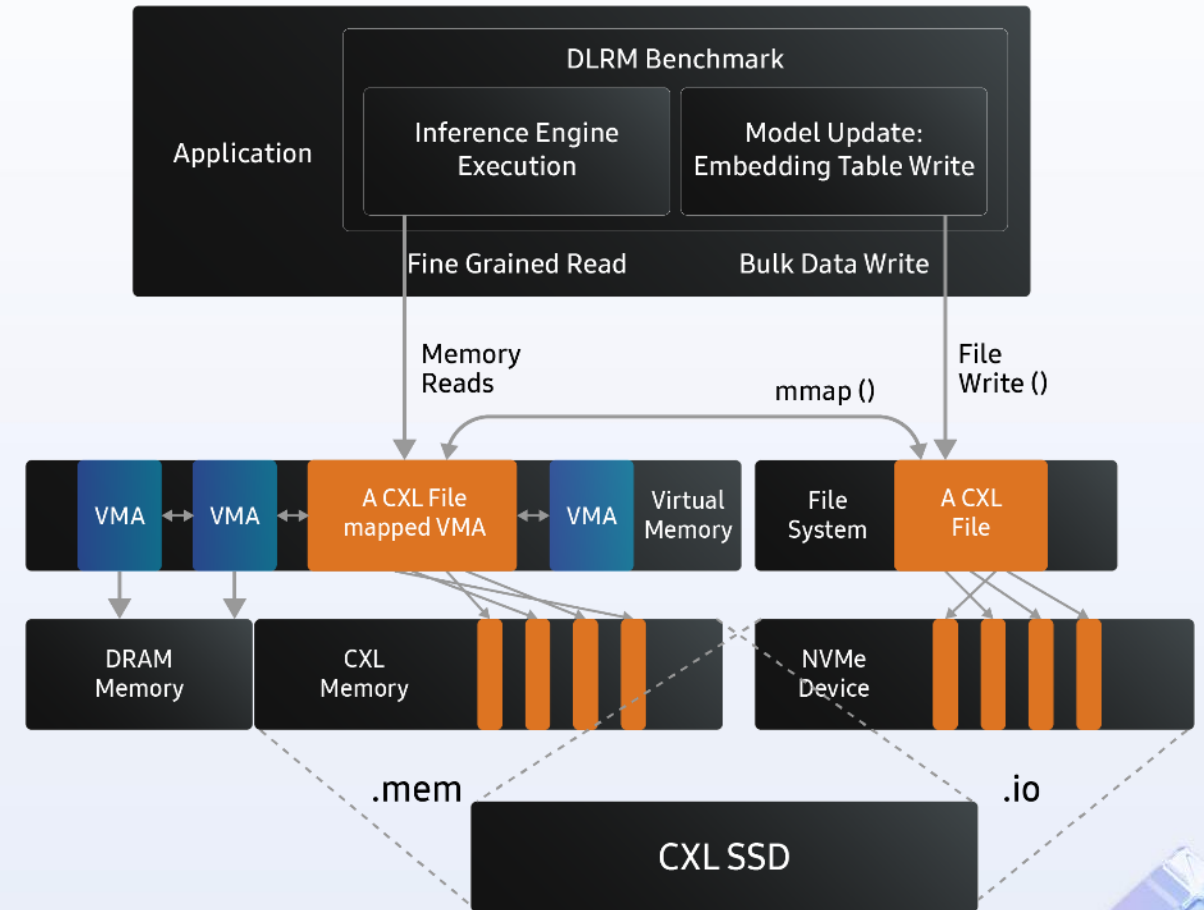 DLRM Benchmark
Application
Inference Engine
Execution
Model Update:
Embedding Table Write
Fine Grained Read
Bulk Data Write
Memory
Reads
mmap ()
File
Write ()
VMA
VMA
A CXL File
mapped VMA
VMA
Virtual
Memory
File
System
A CXL
File
DRAM
Memory
CXL
Memory
NVMe
Device
.mem
.io
CXL SSD